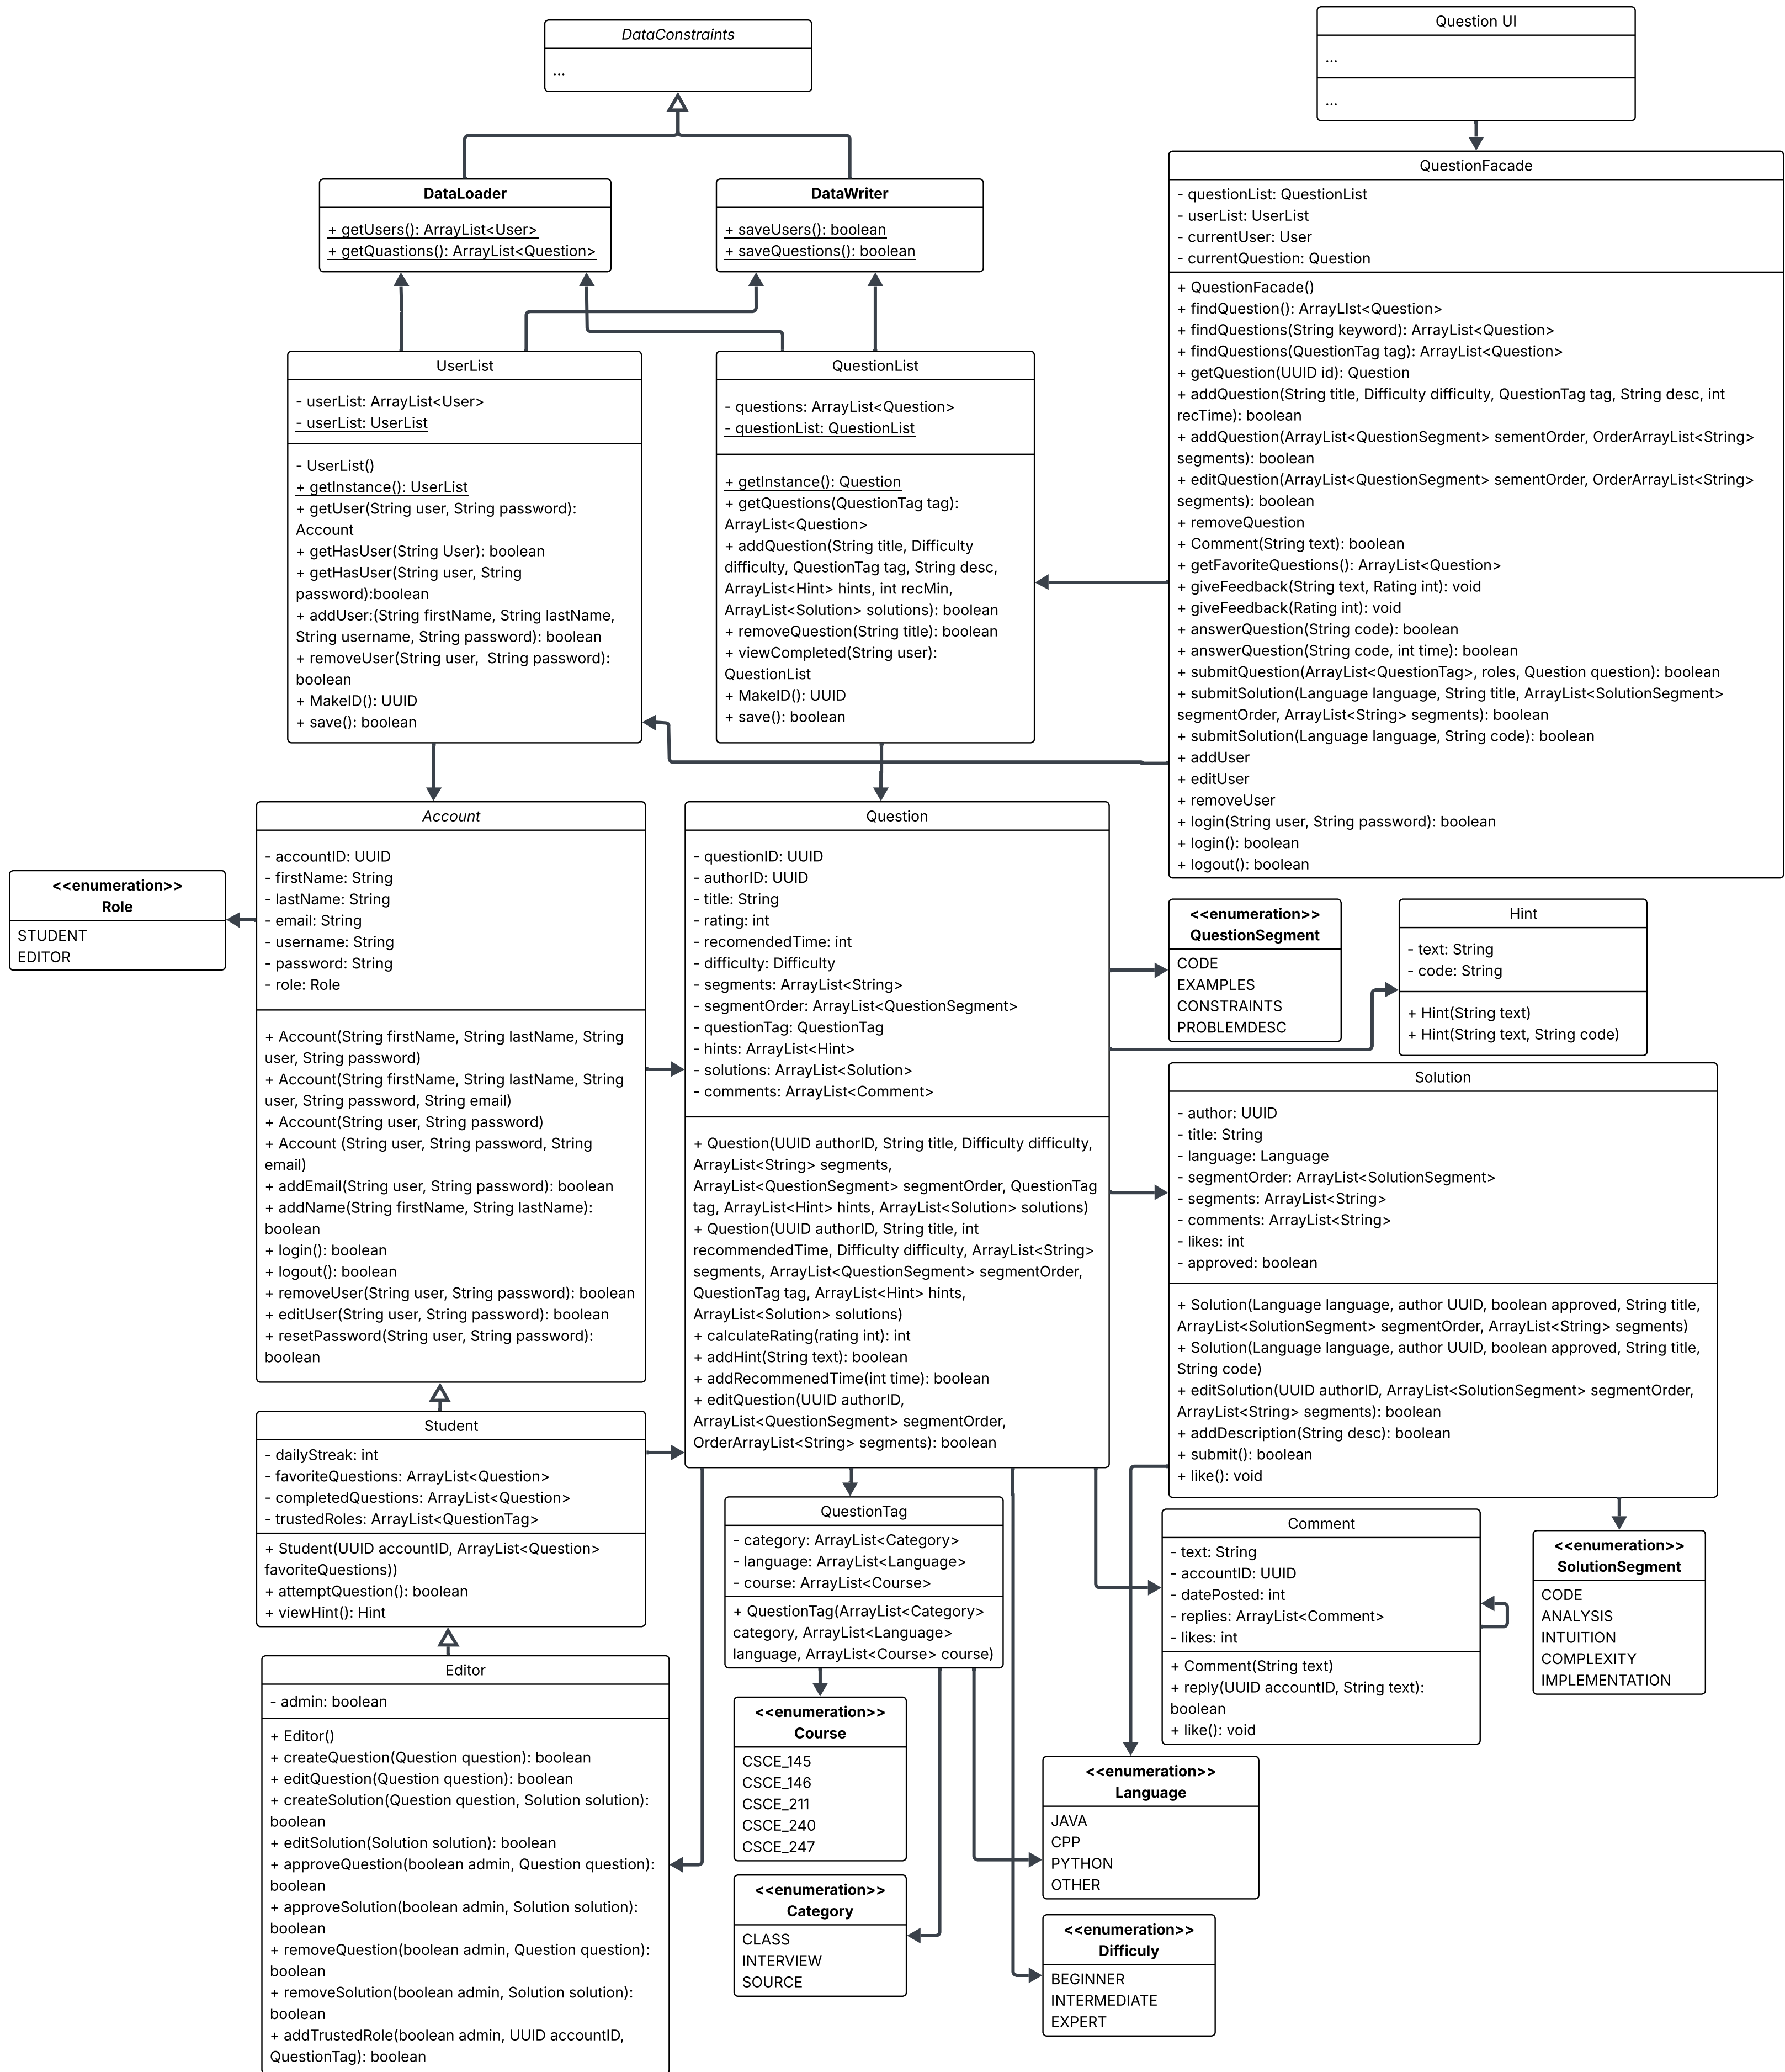 DataConstraints
...
Question UI
...
...
DataLoader
+ getUsers(): ArrayList<User>
+ getQuastions(): ArrayList<Question>
DataWriter
+ saveUsers(): boolean
+ saveQuestions(): boolean
QuestionFacade
- questionList: QuestionList
- userList: UserList
- currentUser: User
- currentQuestion: Question
+ QuestionFacade()
+ findQuestion(): ArrayLIst<Question>
+ findQuestions(String keyword): ArrayList<Question>
+ findQuestions(QuestionTag tag): ArrayList<Question>
+ getQuestion(UUID id): Question
+ addQuestion(String title, Difficulty difficulty, QuestionTag tag, String desc, int
recTime): boolean
+ addQuestion(ArrayList<QuestionSegment> sementOrder, OrderArrayList<String>
segments): boolean
+ editQuestion(ArrayList<QuestionSegment> sementOrder, OrderArrayList<String>
segments): boolean
+ removeQuestion
+ Comment(String text): boolean
+ getFavoriteQuestions(): ArrayList<Question>
+ giveFeedback(String text, Rating int): void
+ giveFeedback(Rating int): void
+ answerQuestion(String code): boolean
+ answerQuestion(String code, int time): boolean
+ submitQuestion(ArrayList<QuestionTag>, roles, Question question): boolean
+ submitSolution(Language language, String title, ArrayList<SolutionSegment>
segmentOrder, ArrayList<String> segments): boolean
+ submitSolution(Language language, String code): boolean
+ addUser
+ editUser
+ removeUser
+ login(String user, String password): boolean
+ login(): boolean
+ logout(): boolean
UserList
- userList: ArrayList<User>
- userList: UserList
- UserList()
+ getInstance(): UserList
+ getUser(String user, String password):
Account
+ getHasUser(String User): boolean
+ getHasUser(String user, String
password):boolean
+ addUser:(String firstName, String lastName,
String username, String password): boolean
+ removeUser(String user,  String password):
boolean
+ MakeID(): UUID
+ save(): boolean
QuestionList
- questions: ArrayList<Question>
- questionList: QuestionList
+ getInstance(): Question
+ getQuestions(QuestionTag tag):
ArrayList<Question>
+ addQuestion(String title, Difficulty
difficulty, QuestionTag tag, String desc,
ArrayList<Hint> hints, int recMin,
ArrayList<Solution> solutions): boolean
+ removeQuestion(String title): boolean
+ viewCompleted(String user):
QuestionList
+ MakeID(): UUID
+ save(): boolean
<<enumeration>>
Role
STUDENT
EDITOR
Account
- accountID: UUID
- firstName: String
- lastName: String
- email: String
- username: String
- password: String
- role: Role
+ Account(String firstName, String lastName, String
user, String password)
+ Account(String firstName, String lastName, String
user, String password, String email)
+ Account(String user, String password)
+ Account (String user, String password, String
email)
+ addEmail(String user, String password): boolean
+ addName(String firstName, String lastName):
boolean
+ login(): boolean
+ logout(): boolean
+ removeUser(String user, String password): boolean
+ editUser(String user, String password): boolean
+ resetPassword(String user, String password):
boolean
Question
- questionID: UUID
- authorID: UUID
- title: String
- rating: int
- recomendedTime: int
- difficulty: Difficulty
- segments: ArrayList<String>
- segmentOrder: ArrayList<QuestionSegment>
- questionTag: QuestionTag
- hints: ArrayList<Hint>
- solutions: ArrayList<Solution>
- comments: ArrayList<Comment>
+ Question(UUID authorID, String title, Difficulty difficulty,
ArrayList<String> segments,
ArrayList<QuestionSegment> segmentOrder, QuestionTag
tag, ArrayList<Hint> hints, ArrayList<Solution> solutions)
+ Question(UUID authorID, String title, int
recommendedTime, Difficulty difficulty, ArrayList<String>
segments, ArrayList<QuestionSegment> segmentOrder,
QuestionTag tag, ArrayList<Hint> hints,
ArrayList<Solution> solutions)
+ calculateRating(rating int): int
+ addHint(String text): boolean
+ addRecommenedTime(int time): boolean
+ editQuestion(UUID authorID,
ArrayList<QuestionSegment> segmentOrder,
OrderArrayList<String> segments): boolean
<<enumeration>>
QuestionSegment
CODE
EXAMPLES
CONSTRAINTS
PROBLEMDESC
Hint
- text: String
- code: String
+ Hint(String text)
+ Hint(String text, String code)
Solution
- author: UUID
- title: String
- language: Language
- segmentOrder: ArrayList<SolutionSegment>
- segments: ArrayList<String>
- comments: ArrayList<String>
- likes: int
- approved: boolean
+ Solution(Language language, author UUID, boolean approved, String title,
ArrayList<SolutionSegment> segmentOrder, ArrayList<String> segments)
+ Solution(Language language, author UUID, boolean approved, String title,
String code)
+ editSolution(UUID authorID, ArrayList<SolutionSegment> segmentOrder,
ArrayList<String> segments): boolean
+ addDescription(String desc): boolean
+ submit(): boolean
+ like(): void
Student
- dailyStreak: int
- favoriteQuestions: ArrayList<Question>
- completedQuestions: ArrayList<Question>
- trustedRoles: ArrayList<QuestionTag>
+ Student(UUID accountID, ArrayList<Question>
favoriteQuestions))
+ attemptQuestion(): boolean
+ viewHint(): Hint
QuestionTag
- category: ArrayList<Category>
- language: ArrayList<Language>
- course: ArrayList<Course>
+ QuestionTag(ArrayList<Category>
category, ArrayList<Language>
language, ArrayList<Course> course)
Comment
- text: String
- accountID: UUID
- datePosted: int
- replies: ArrayList<Comment>
- likes: int
+ Comment(String text)
+ reply(UUID accountID, String text):
boolean
+ like(): void
<<enumeration>>
SolutionSegment
CODE
ANALYSIS
INTUITION
COMPLEXITY
IMPLEMENTATION
Editor
- admin: boolean
+ Editor()
+ createQuestion(Question question): boolean
+ editQuestion(Question question): boolean
+ createSolution(Question question, Solution solution):
boolean
+ editSolution(Solution solution): boolean
+ approveQuestion(boolean admin, Question question):
boolean
+ approveSolution(boolean admin, Solution solution):
boolean
+ removeQuestion(boolean admin, Question question):
boolean
+ removeSolution(boolean admin, Solution solution):
boolean
+ addTrustedRole(boolean admin, UUID accountID,
QuestionTag): boolean
<<enumeration>>
Course
CSCE_145
CSCE_146
CSCE_211
CSCE_240
CSCE_247
<<enumeration>>
Category
CLASS
INTERVIEW
SOURCE
<<enumeration>>
Language
JAVA
CPP
PYTHON
OTHER
<<enumeration>>
Difficuly
BEGINNER
INTERMEDIATE
EXPERT